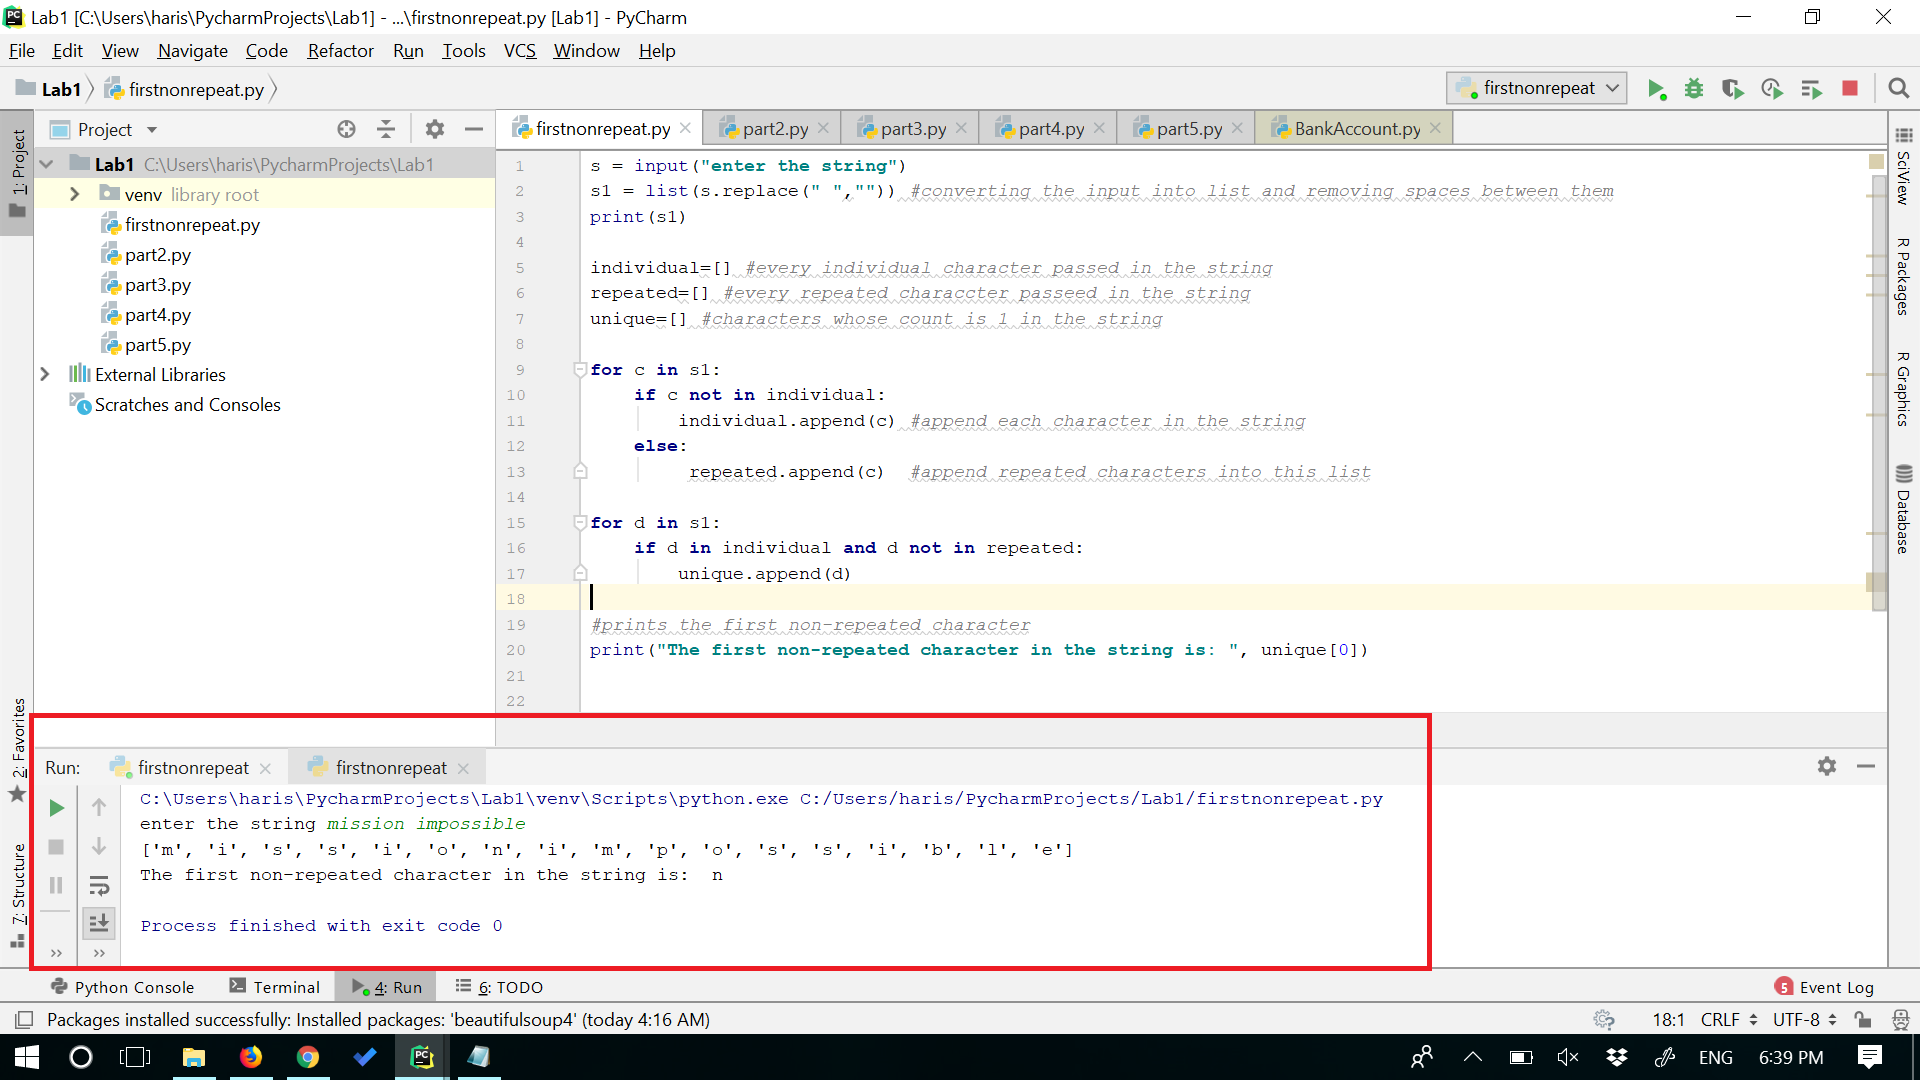 Lab1 [C:\Users\haris\PycharmProjects\Lab1] - ...\firstnonrepeat.py [Lab1] - PyCharm
File Edit View Navigate Code Refactor Run Tools VCS Window Help
Lab1 firstnonrepeat.py firstnonrepeat
Project
firstnonrepeat.py part2.py part3.py part4.py part5.py BankAccount.py
1: Project
Lab1 C:\Users\haris\PycharmProjects\Lab1
venv library root
firstnonrepeat.py
part2.py
part3.py
part4.py
part5.py
External Libraries
Scratches and Consoles
1 s = input("enter the string")
2 s1 = list(s.replace(" ","")) #converting the input into list and removing spaces between them
3 print(s1)
4
5 individual=[] #every individual character passed in the string
6 repeated=[] #every repeated characcter passeed in the string
7 unique=[] #characters whose count is 1 in the string
8
9 for c in s1:
10 if c not in individual:
11 individual.append(c) #append each character in the string
12 else:
13 repeated.append(c) #append repeated characters into this list
14
15 for d in s1:
16 if d in individual and d not in repeated:
17 unique.append(d)
18
19 #prints the first non-repeated character
20 print("The first non-repeated character in the string is: ", unique[0])
21
22
SciView
R Packages
R Graphics
Database
2: Favorites
7: Structure
Run: firstnonrepeat firstnonrepeat
C:\Users\haris\PycharmProjects\Lab1\venv\Scripts\python.exe C:/Users/haris/PycharmProjects/Lab1/firstnonrepeat.py
enter the string mission impossible
['m', 'i', 's', 's', 'i', 'o', 'n', 'i', 'm', 'p', 'o', 's', 's', 'i', 'b', 'l', 'e']
The first non-repeated character in the string is:  n
Process finished with exit code 0
Python Console Terminal 4: Run 6: TODO 5 Event Log
Packages installed successfully: Installed packages: 'beautifulsoup4' (today 4:16 AM) 18:1 CRLF UTF-8
ENG 6:39 PM